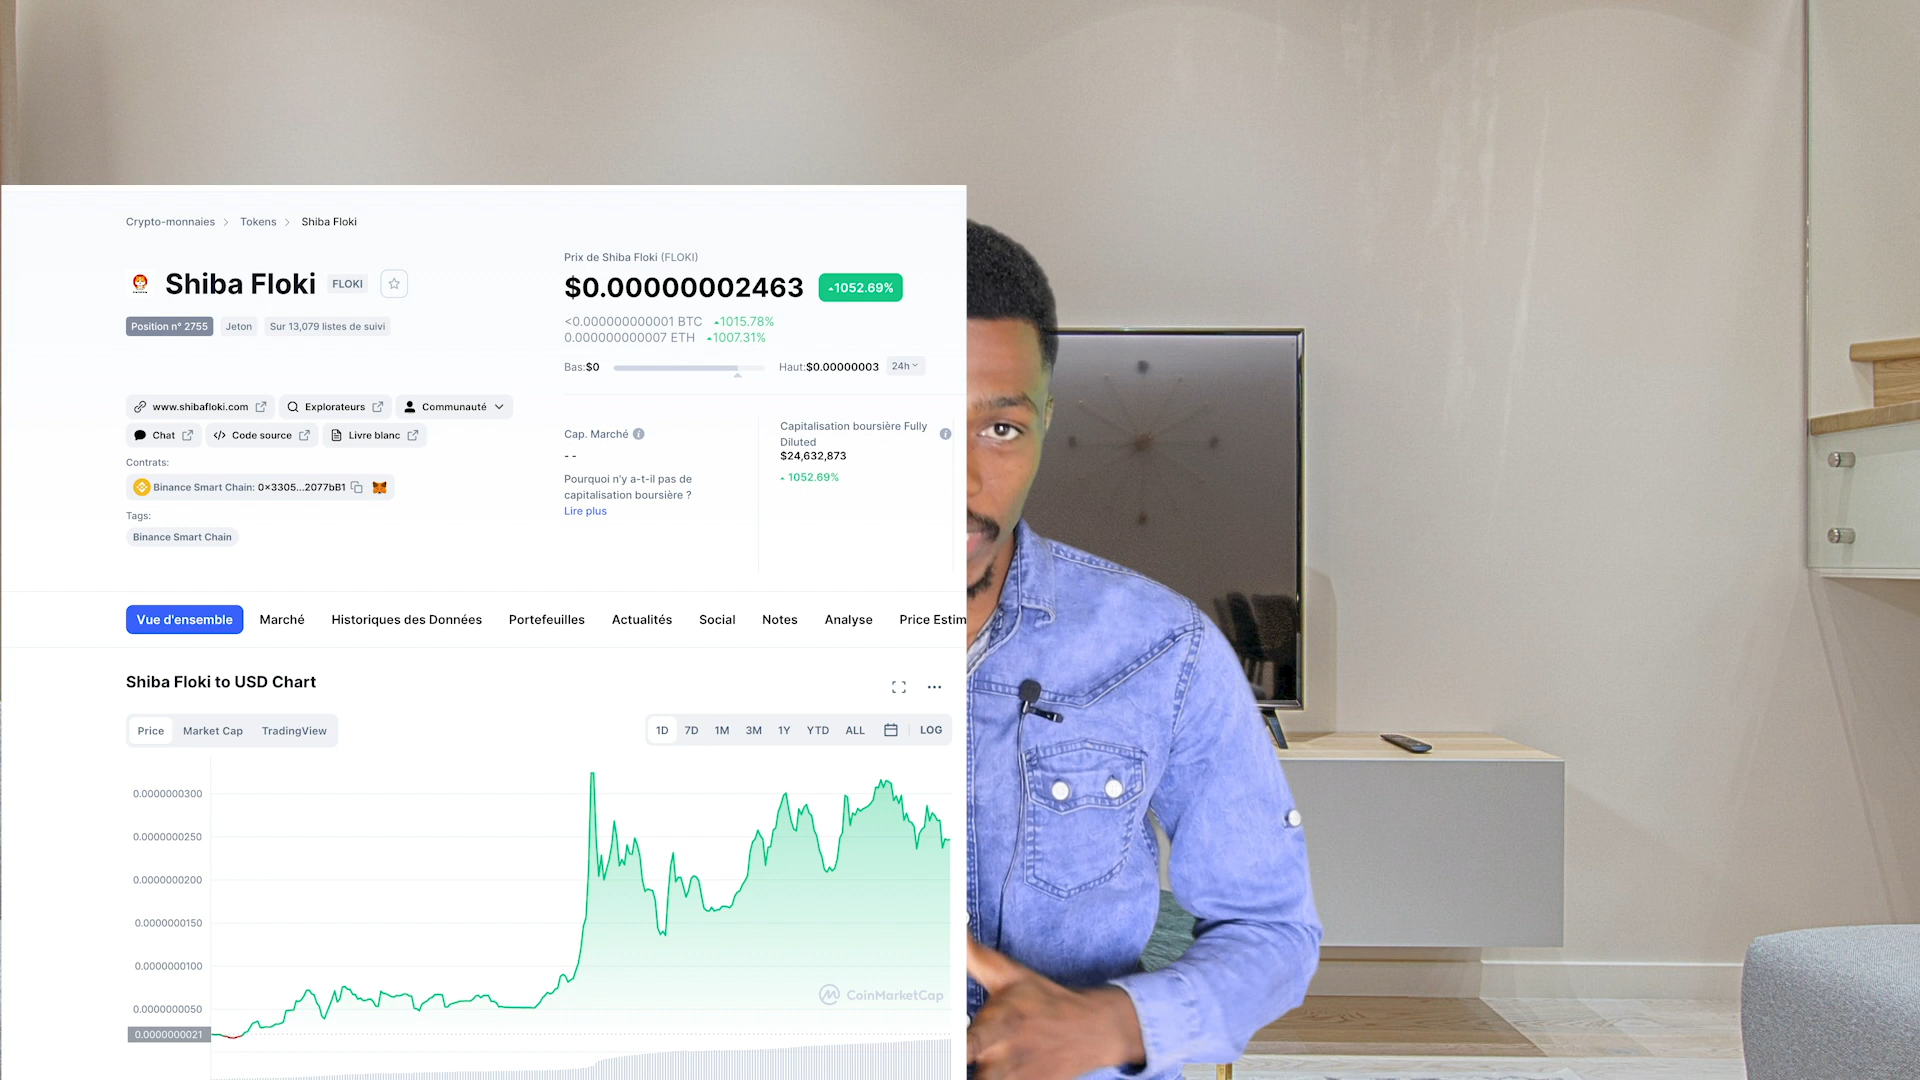 Crypto-monnaies > Tokens > Shiba Floki
Shiba Floki FLOKI
Position n° 2755 Jeton Sur 13,079 listes de suivi
www.shibafloki.com Explorateurs Communauté
Chat Code source Livre blanc
Contrats:
Binance Smart Chain: 0x3305...2077bB1
Tags:
Binance Smart Chain
Prix de Shiba Floki (FLOKI)
$0.00000002463 1052.69%
<0.000000000001 BTC 1015.78%
0.000000000007 ETH 1007.31%
Bas:$0 Haut:$0.00000003 24h
Cap. Marché
- -
Pourquoi n'y a-t-il pas de
capitalisation boursière ?
Lire plus
Capitalisation boursière Fully
Diluted
$24,632,873
1052.69%
Vue d'ensemble Marché Historiques des Données Portefeuilles Actualités Social Notes Analyse Price Estim
Shiba Floki to USD Chart
Price Market Cap TradingView
1D 7D 1M 3M 1Y YTD ALL LOG
0.0000000300
0.0000000250
0.0000000200
0.0000000150
0.0000000100
0.0000000050
0.0000000021
CoinMarketCap